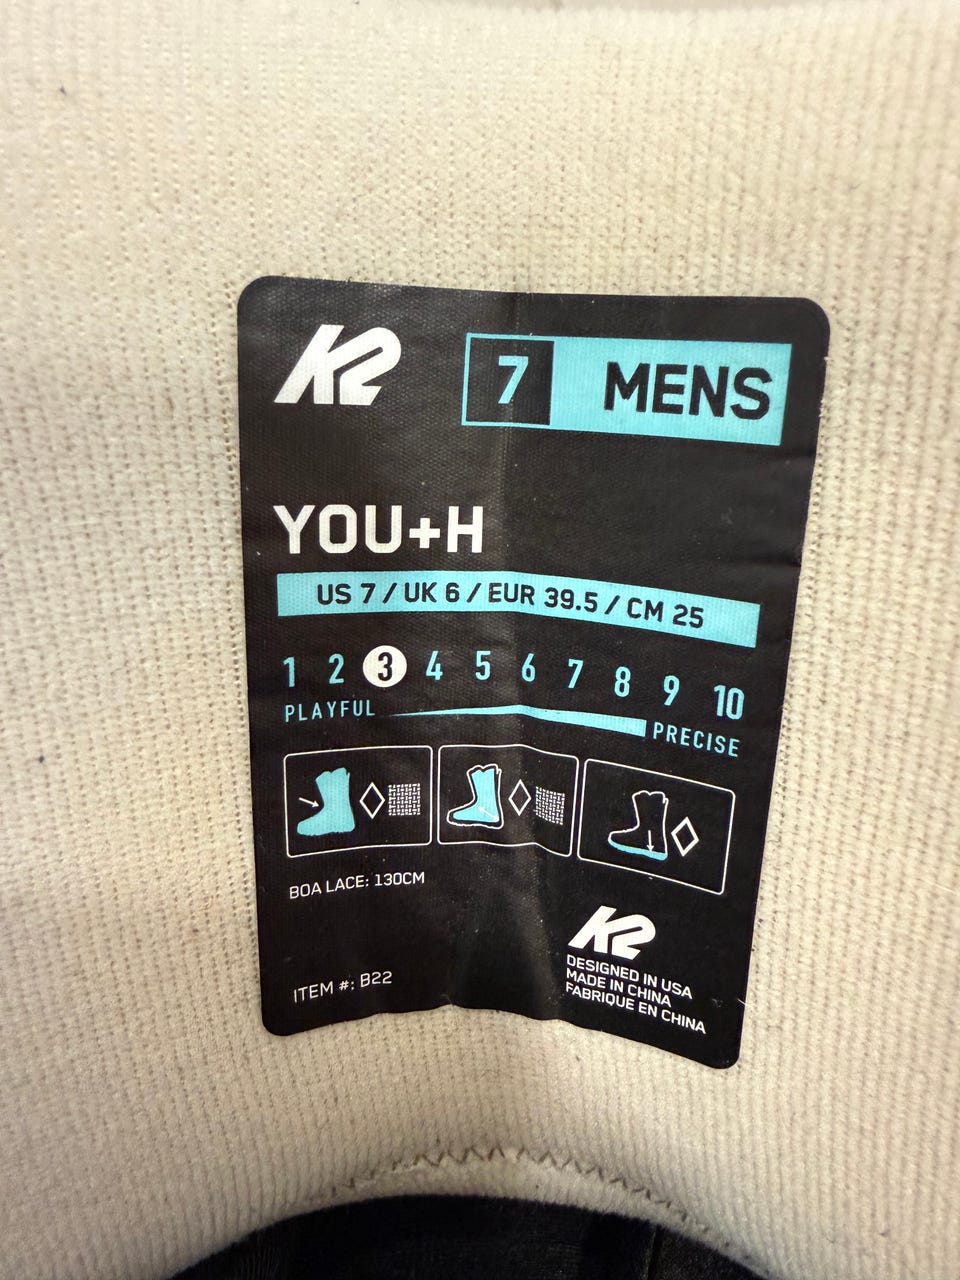 K2
7 MENS
YOU+H
US 7 / UK 6 / EUR 39.5 / CM 25
1 2 3 4 5 6 7 8 9 10
PLAYFUL PRECISE
BOA LACE: 130CM
ITEM #: B22
K2
DESIGNED IN USA
MADE IN CHINA
FABRIQUE EN CHINA